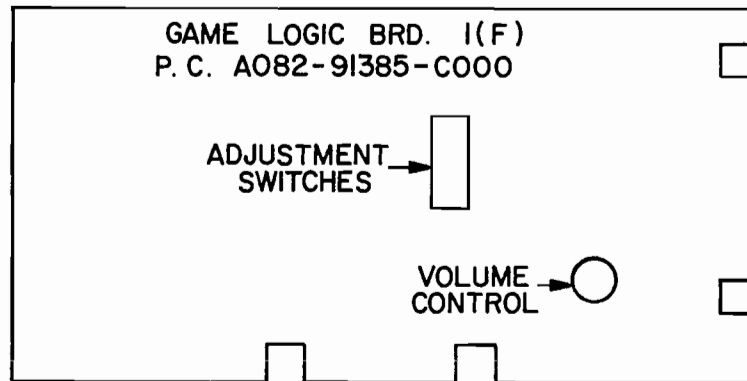 GAME LOGIC BRD. 1(F)
P.C. A082-91385-C000
ADJUSTMENT
SWITCHES
VOLUME
CONTROL